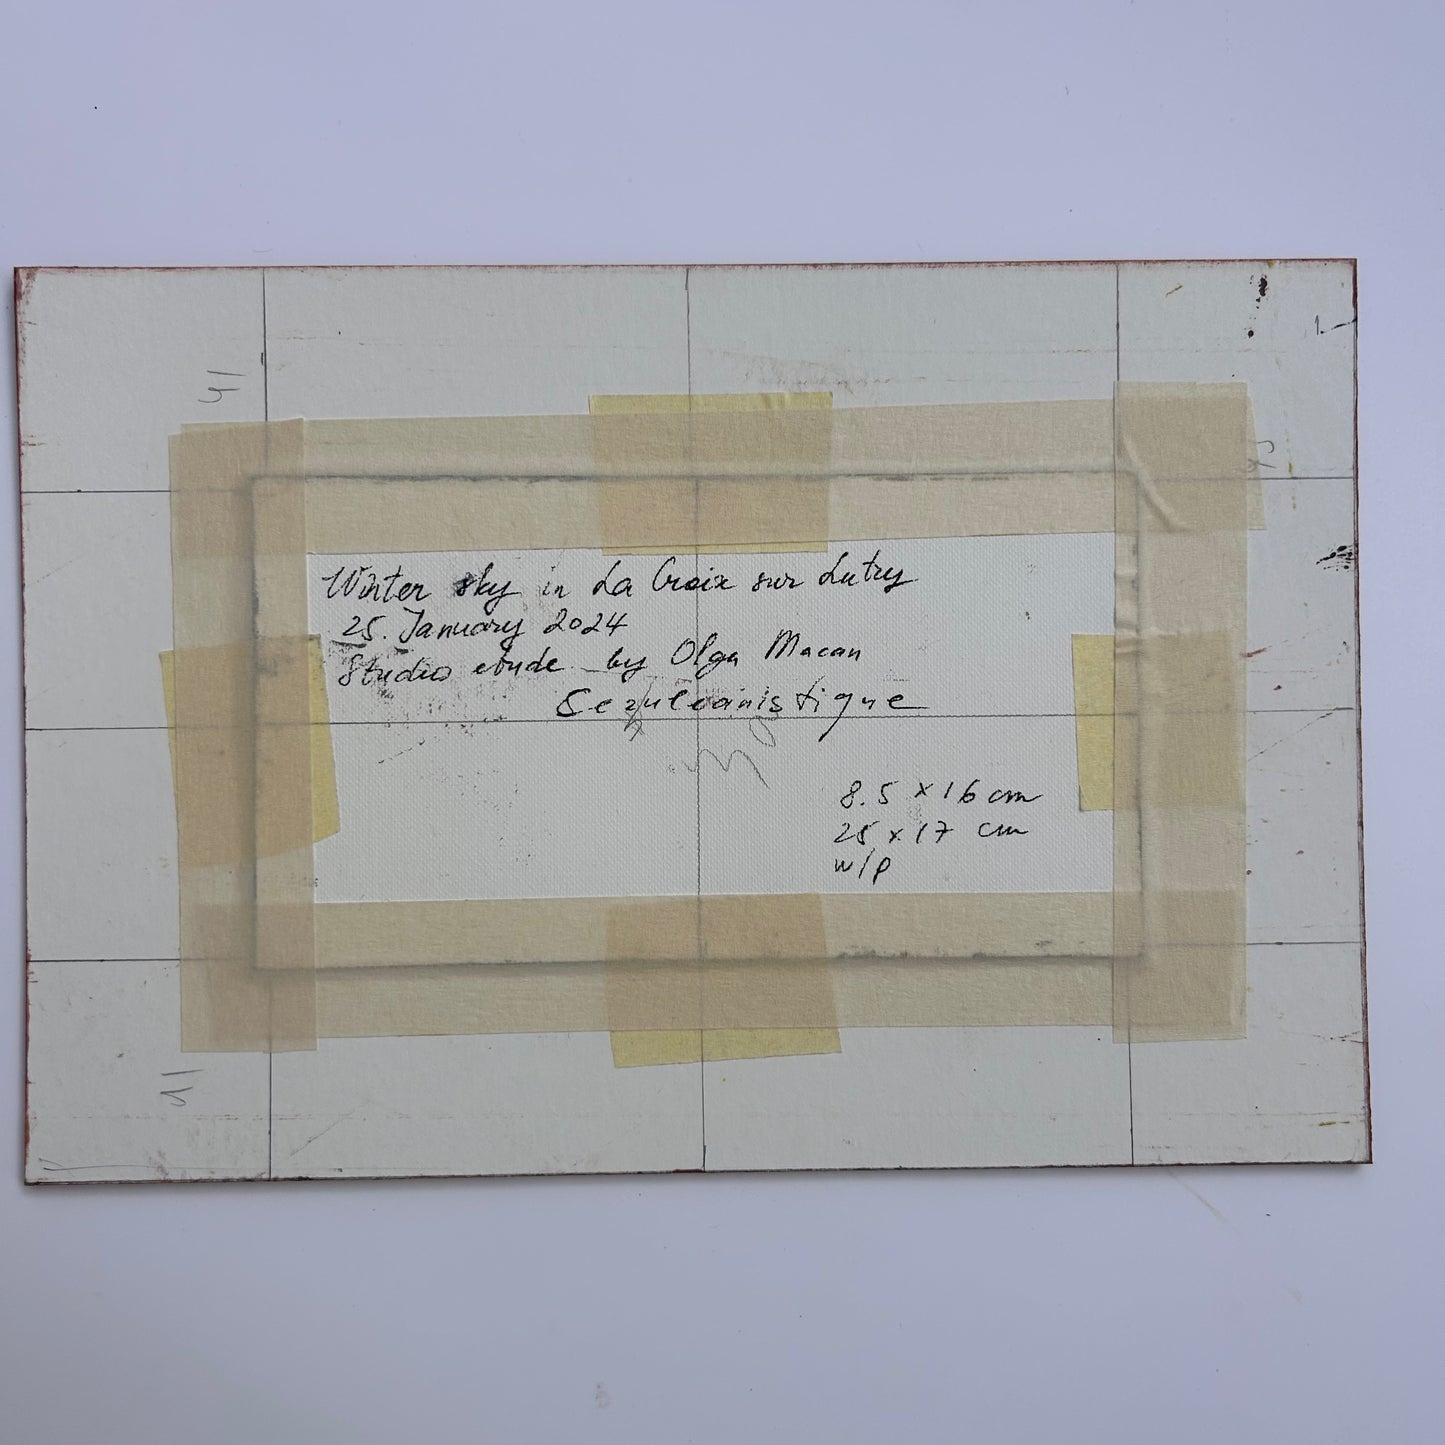 Winter sky in La Croix sur Lutry
25. January 2024
Studio etude by Olga Macan
8.5 x 16 cm
25 x 17 cm
w/p